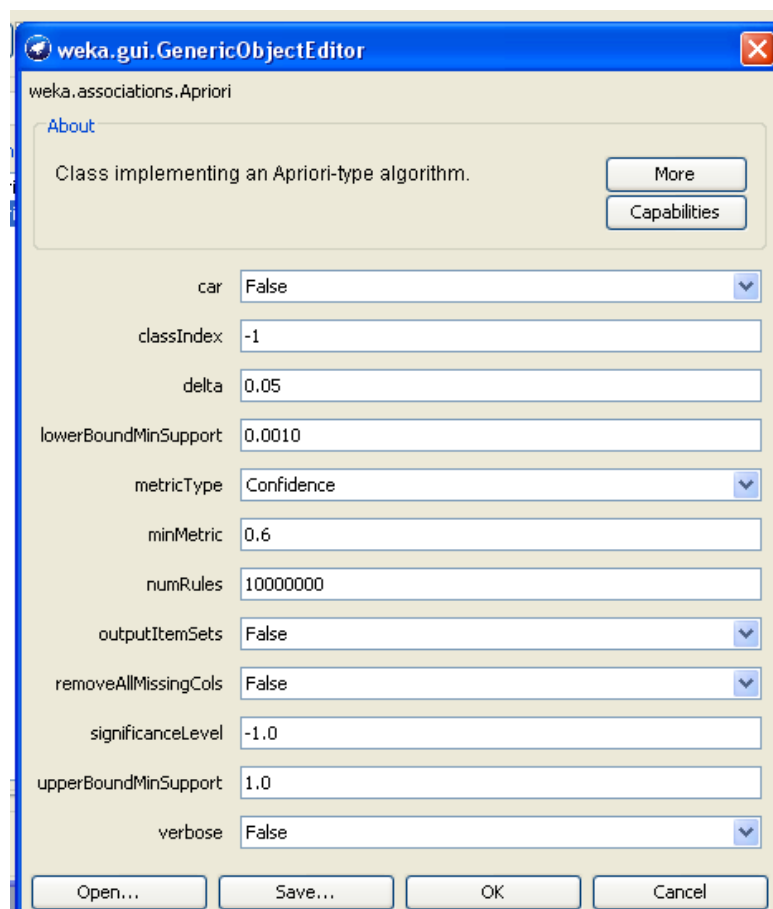 weka.gui.GenericObjectEditor
weka.associations.Apriori
About
Class implementing an Apriori-type algorithm.
More
Capabilities
car False
classIndex -1
delta 0.05
lowerBoundMinSupport 0.0010
metricType Confidence
minMetric 0.6
numRules 10000000
outputItemSets False
removeAllMissingCols False
significanceLevel -1.0
upperBoundMinSupport 1.0
verbose False
Open... Save... OK Cancel